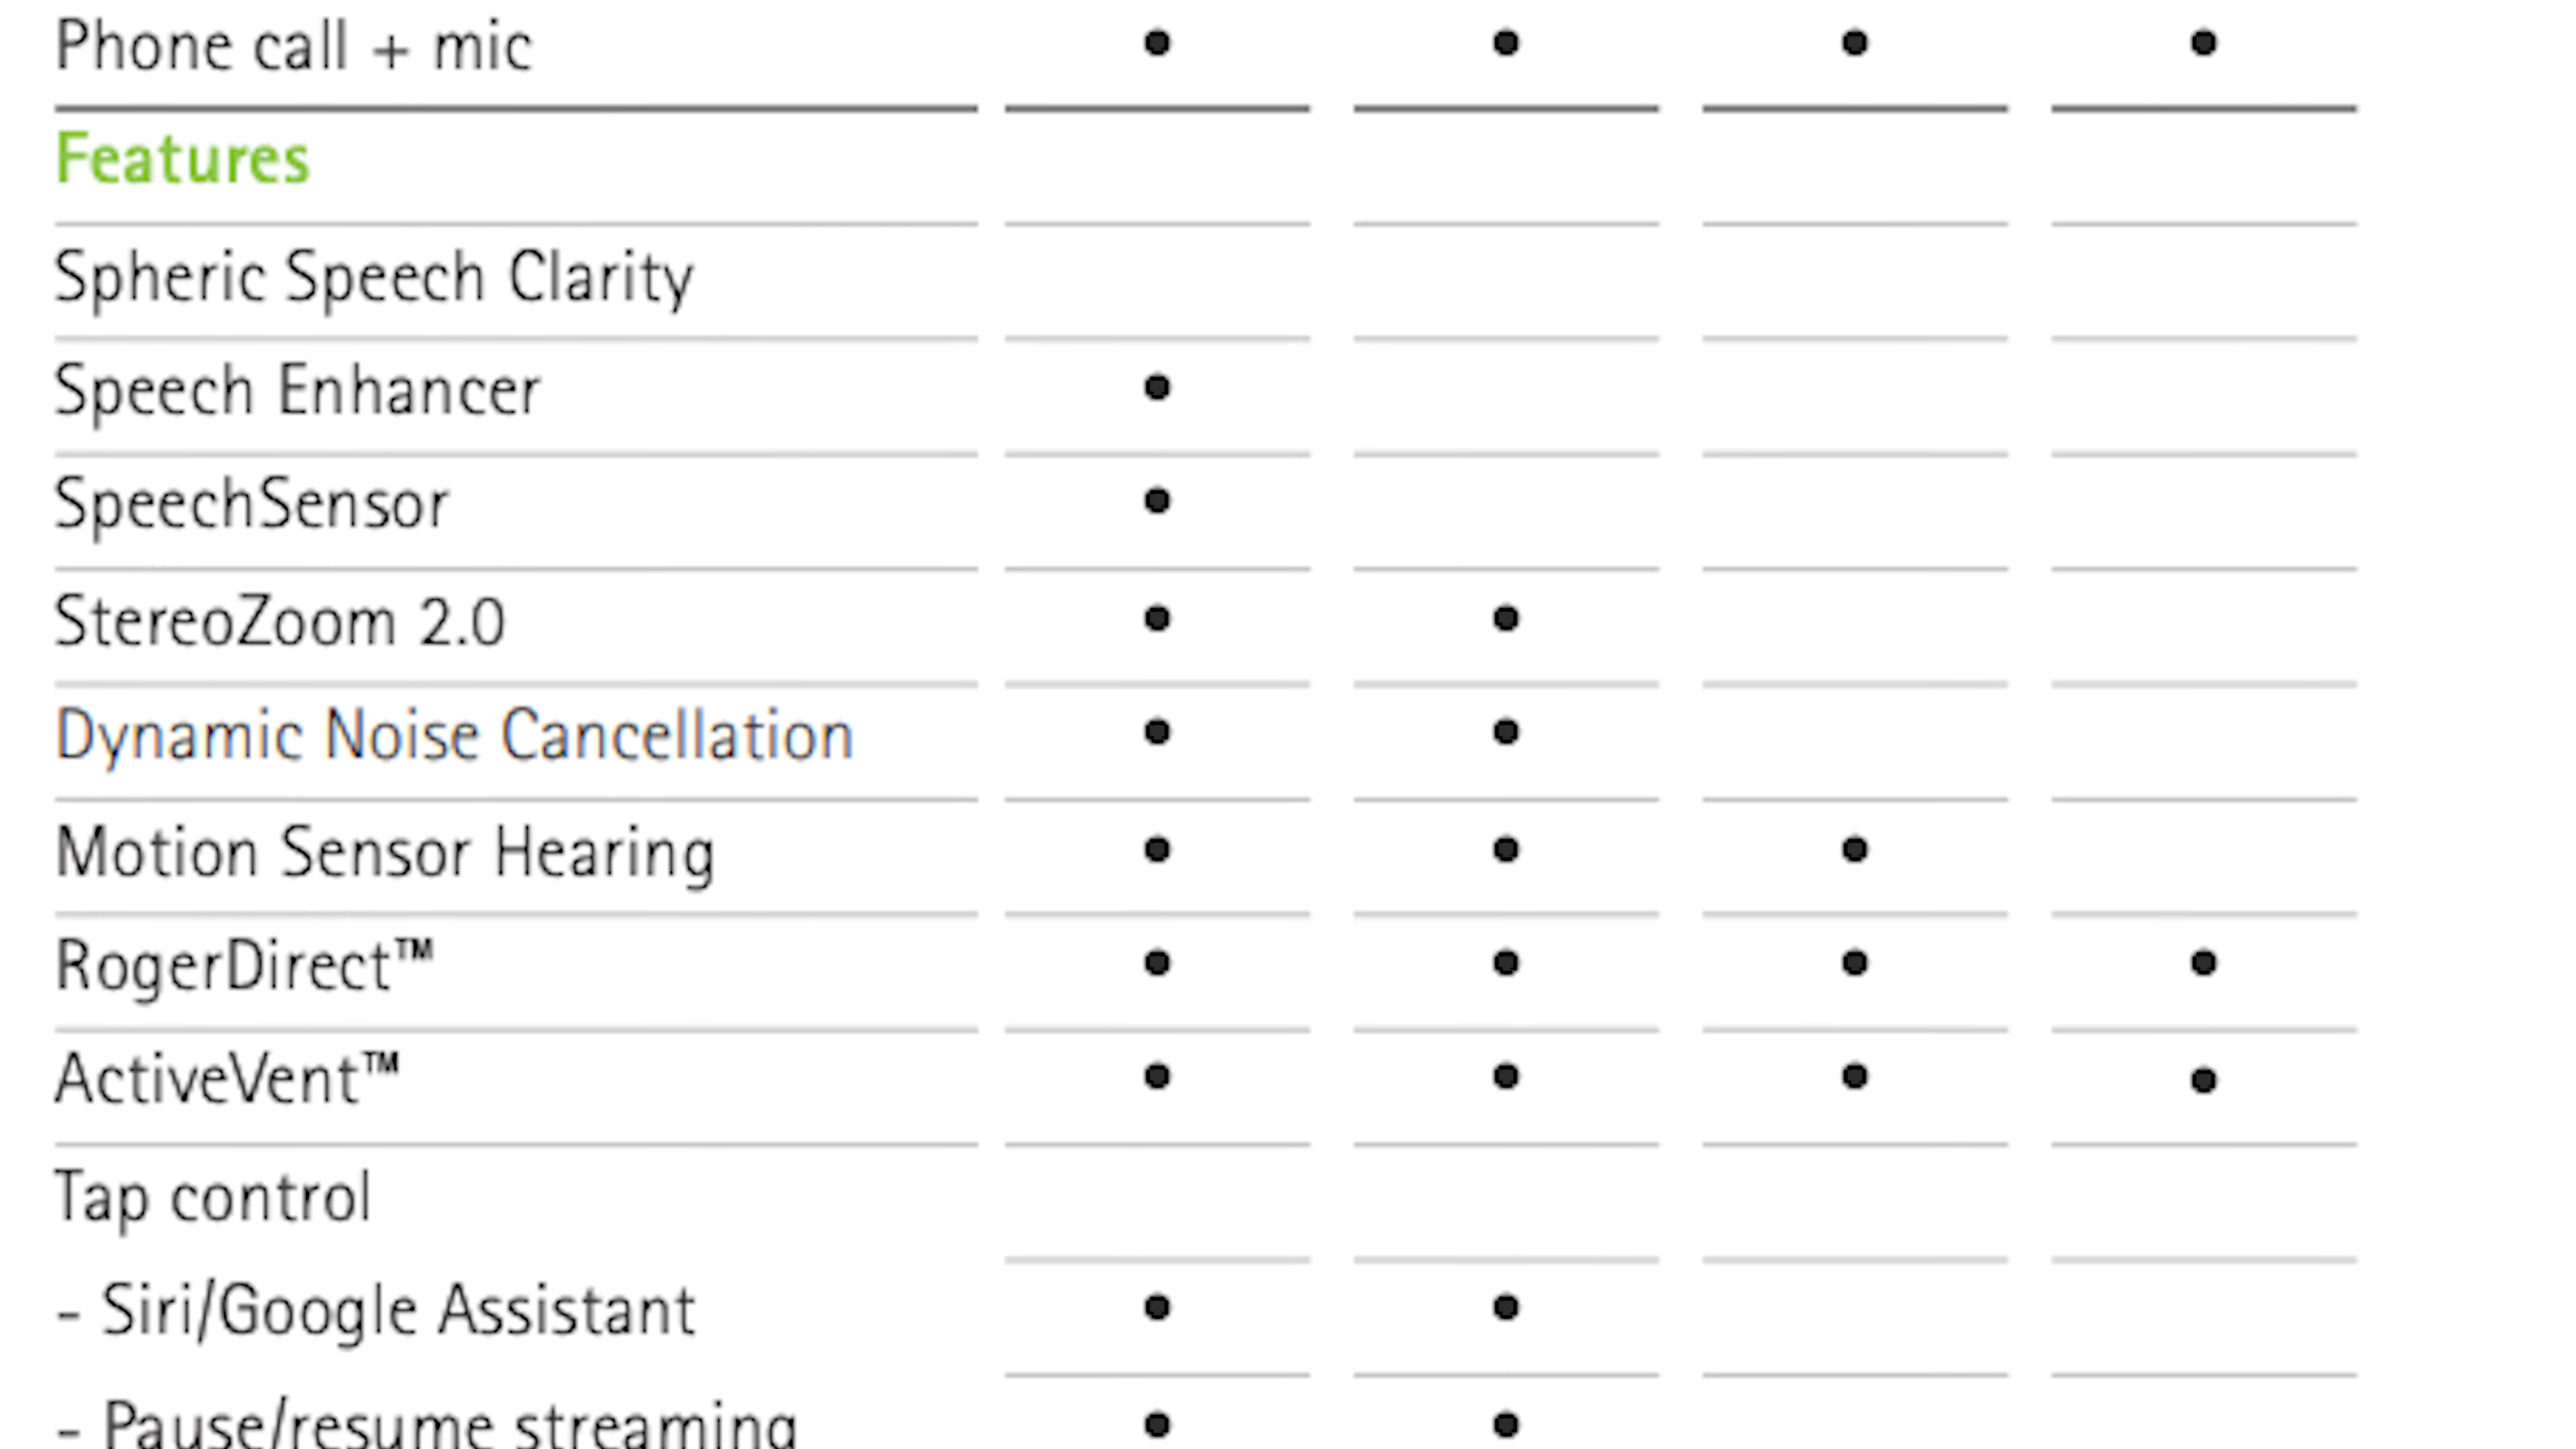 Phone call + mic • • • •
Features
Spheric Speech Clarity
Speech Enhancer •
SpeechSensor •
StereoZoom 2.0 • •
Dynamic Noise Cancellation • •
Motion Sensor Hearing • • •
RogerDirect™ • • • •
ActiveVent™ • • • •
Tap control
- Siri/Google Assistant • •
- Pause/resume streaming • •